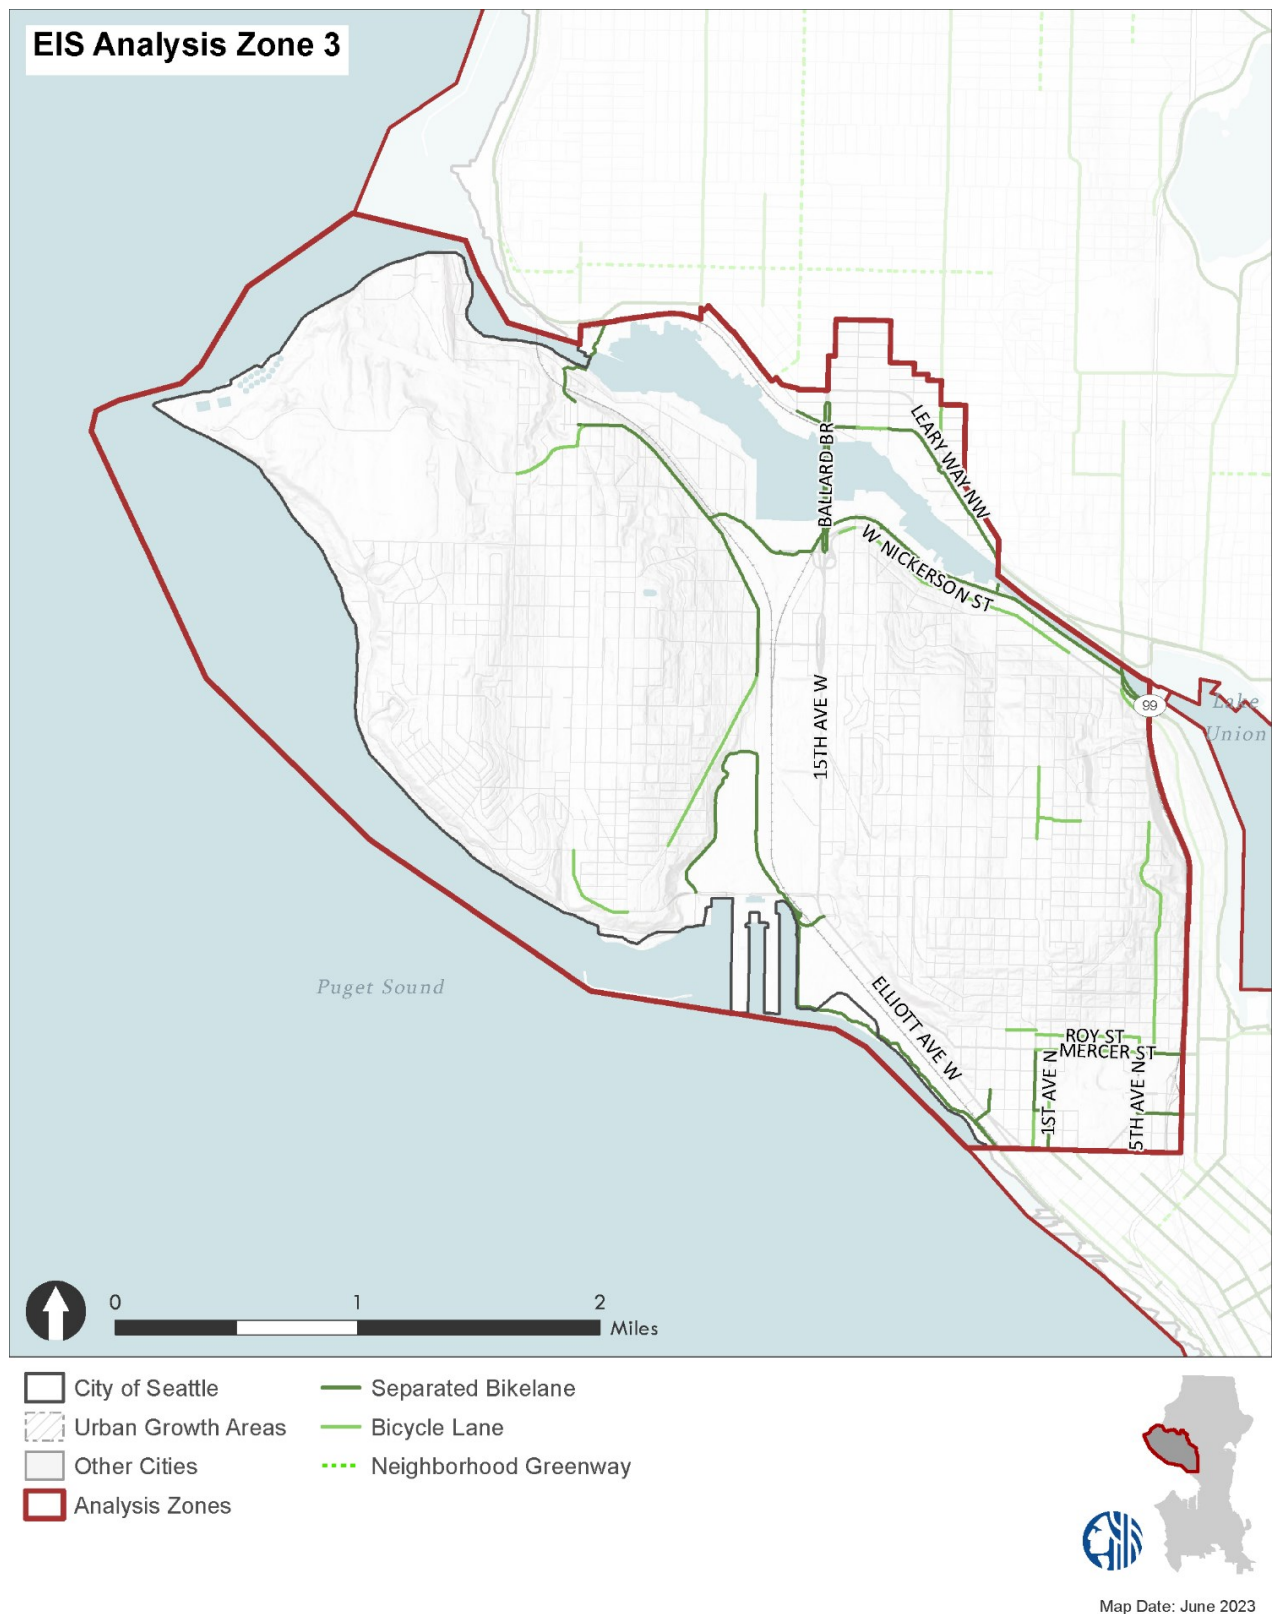 EIS Analysis Zone 3
BALLARD BR
LEARY WAY NW
W NICKERSON ST
15TH AVE W
99
Lake
Union
Puget Sound
ELLIOTT AVE W
ROY ST
MERCER ST
1ST AVE N
5TH AVE N
0 1 2
Miles
City of Seattle
Urban Growth Areas
Other Cities
Analysis Zones
Separated Bikelane
Bicycle Lane
Neighborhood Greenway
Map Date: June 2023